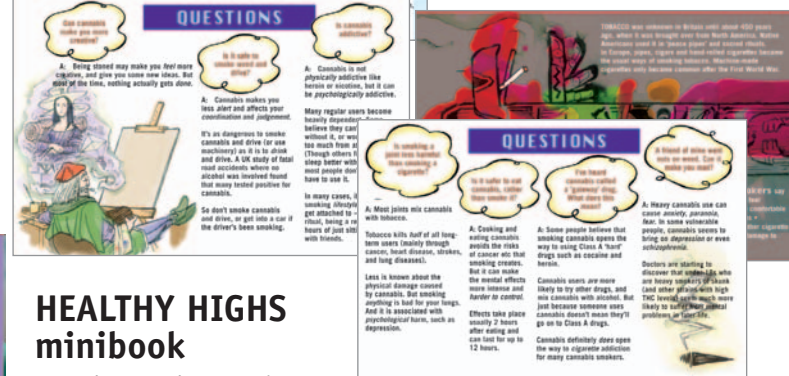 QUESTIONS
Can cannabis
make you more
creative?
A: Being stoned may make you feel more
creative, and give you some new ideas. But
most of the time, nothing actually gets done.
Is it safe to
smoke weed and
drive?
A: Cannabis makes you
less alert and affects your
coordination and judgement.
It's as dangerous to smoke
cannabis and drive (or use
machinery) as it is to drink
and drive. A UK study of fatal
road accidents where no
alcohol was involved found
that many tested positive for
cannabis.
So don't smoke cannabis
and drive, or get into a car if
the driver's been smoking.
Is cannabis
addictive?
A: Cannabis is not
physically addictive like
heroin or nicotine, but it can
be psychologically addictive.
Many regular users become
heavily dependent.
believe they can't
without it, or
too much from
(Though others
sleep better with
most people don't
have to use it.
In many cases, it
smoking lifestyle
get attached to –
ritual, being a
hours of just
with friends.
TOBACCO was unknown in Britain until about 400 years
ago, when it was brought over from North America. Native
Americans used it in 'peace pipes' and sacred rituals.
In Europe, pipes, cigars and hand-rolled cigarettes became
the usual ways of smoking tobacco. Machine-made
cigarettes only became common after the First World War.
say
QUESTIONS
Is smoking a
joint less harmful
than smoking a
cigarette?
A: Most joints mix cannabis
with tobacco.
Tobacco kills half of all long-
term users (mainly through
cancer, heart disease, strokes,
and lung diseases).
Less is known about the
physical damage caused
by cannabis. But smoking
anything is bad for your lungs.
And it is associated with
psychological harm, such as
depression.
Is it safer to eat
cannabis, rather
than smoke it?
A: Cooking and
eating cannabis
avoids the risks
of cancer etc that
smoking creates.
But it can make
the mental effects
more intense and
harder to control.
Effects take place
usually 2 hours
after eating and
can last for up to
12 hours.
I've heard
cannabis called
a 'gateway' drug.
What does this
mean?
A: Some people believe that
smoking cannabis opens the
way to using Class A 'hard'
drugs such as cocaine and
heroin.
Cannabis users are more
likely to try other drugs, and
mix cannabis with alcohol. But
just because someone uses
cannabis doesn't mean they'll
go on to Class A drugs.
Cannabis definitely does open
the way to cigarette addiction
for many cannabis smokers.
A friend of mine went
nuts on weed. Can it
make you mad?
A: Heavy cannabis use can
cause anxiety, paranoia,
fear. In some vulnerable
people, cannabis seems to
bring on depression or even
schizophrenia.
Doctors are starting to
discover that under-18s who
are heavy smokers of skunk
(and other strains with high
THC levels) seem much more
likely to suffer from mental
problems in later life.
HEALTHY HIGHS
minibook